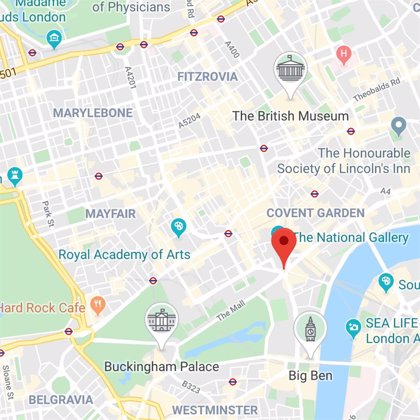 Madame
uds London
of Physicians
501
A501
A400
FITZROVIA
Theobalds Rd
MARYLEBONE
A5204
The British Museum
The Honourable
Society of Lincoln's Inn
Park St
A4
MAYFAIR
COVENT GARDEN
The National Gallery
Royal Academy of Arts
Hard Rock Cafe
The Mall
SEA LIFE
London A
Buckingham Palace
Big Ben
Sloane St
B323
BELGRAVIA
WESTMINSTER